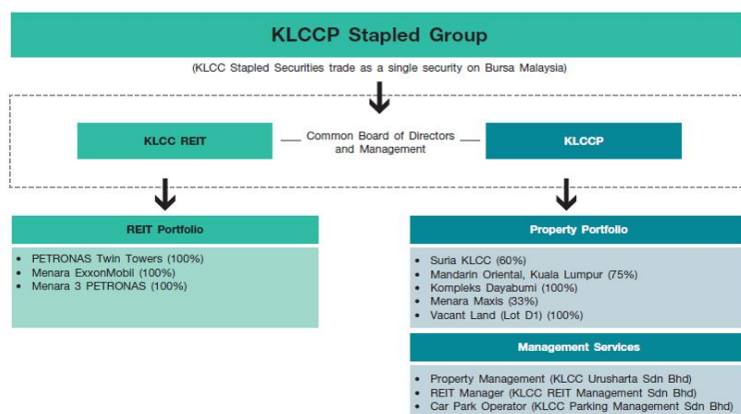 KLCCP Stapled Group
(KLCC Stapled Securities trade as a single security on Bursa Malaysia)
KLCC REIT
Common Board of Directors
and Management
KLCCP
REIT Portfolio
• PETRONAS Twin Towers (100%)
• Menara ExxonMobil (100%)
• Menara 3 PETRONAS (100%)
Property Portfolio
• Suria KLCC (60%)
• Mandarin Oriental, Kuala Lumpur (75%)
• Kompleks Dayabumi (100%)
• Menara Maxis (33%)
• Vacant Land (Lot D1) (100%)
Management Services
• Property Management (KLCC Urusharta Sdn Bhd)
• REIT Manager (KLCC REIT Management Sdn Bhd)
• Car Park Operator (KLCC Parking Management Sdn Bhd)